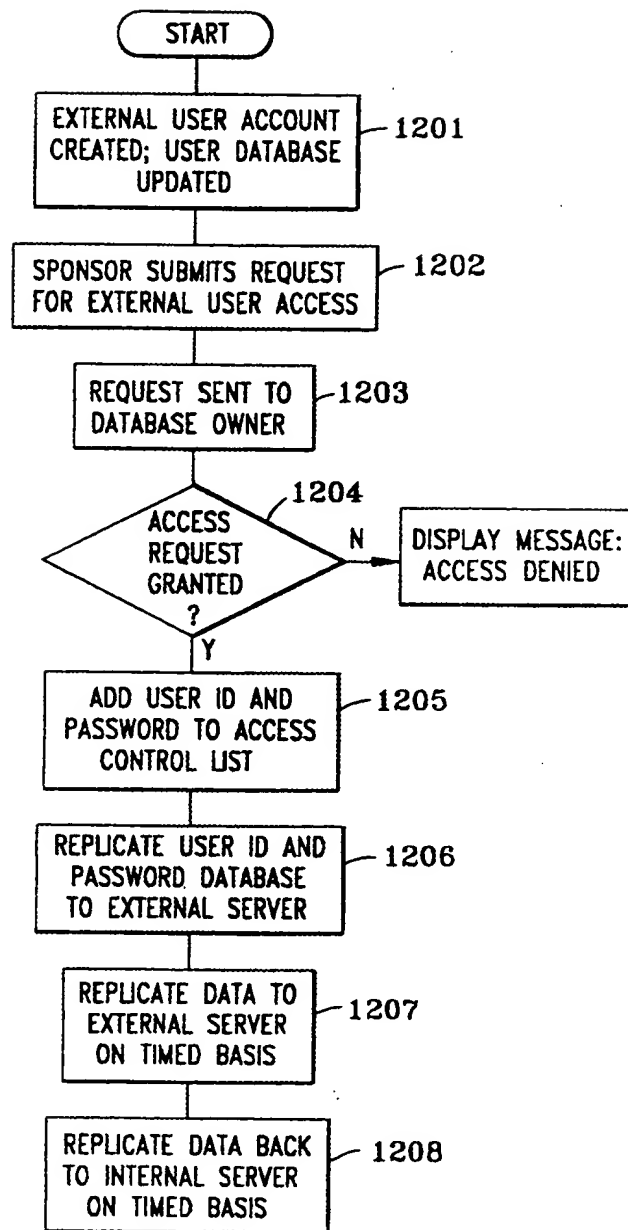 START
EXTERNAL USER ACCOUNT
CREATED; USER DATABASE
UPDATED
1201
SPONSOR SUBMITS REQUEST
FOR EXTERNAL USER ACCESS
1202
REQUEST SENT TO
DATABASE OWNER
1203
1204
ACCESS
REQUEST
GRANTED
?
N
DISPLAY MESSAGE:
ACCESS DENIED
Y
ADD USER ID AND
PASSWORD TO ACCESS
CONTROL LIST
1205
REPLICATE USER ID AND
PASSWORD DATABASE
TO EXTERNAL SERVER
1206
REPLICATE DATA TO
EXTERNAL SERVER
ON TIMED BASIS
1207
REPLICATE DATA BACK
TO INTERNAL SERVER
ON TIMED BASIS
1208